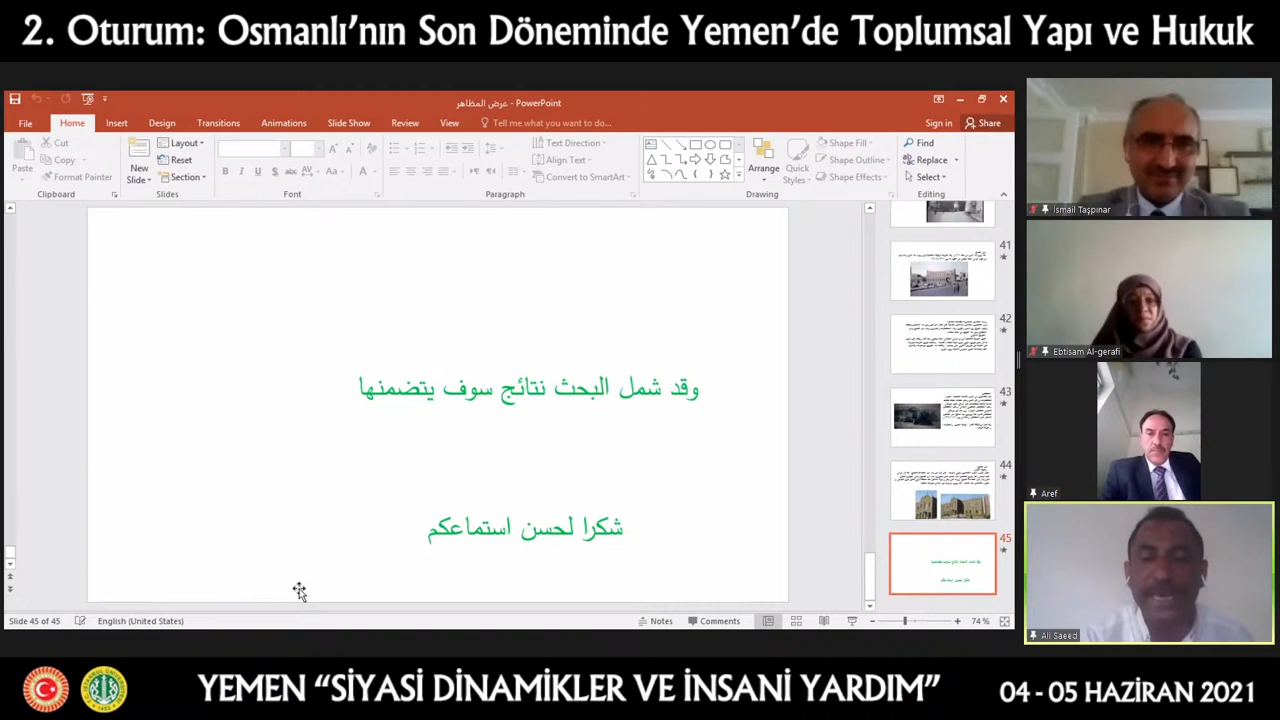 2. Oturum: Osmanlı’nın Son Döneminde Yemen’de Toplumsal Yapı ve Hukuk
عرض المظاهر - PowerPoint
File Home Insert Design Transitions Animations Slide Show Review View Tell me what you want to do... Sign in Share
Paste
Cut
Copy
Format Painter
Clipboard
New Slide
Layout
Reset
Section
Slides
Font
Text Direction
Align Text
Convert to SmartArt
Paragraph
Arrange
Quick Styles
Shape Fill
Shape Outline
Shape Effects
Drawing
Find
Replace
Select
Editing
وقد شمل البحث نتائج سوف يتضمنها
شكرا لحسن استماعكم
41
42
43
44
45
Slide 45 of 45 English (United States) Notes Comments 74 %
İsmail Taşpınar
Ebtisam Al-gerafi
Aref
Ali Saeed
YEMEN “SİYASİ DİNAMİKLER VE İNSANİ YARDIM”
04 - 05 HAZİRAN 2021